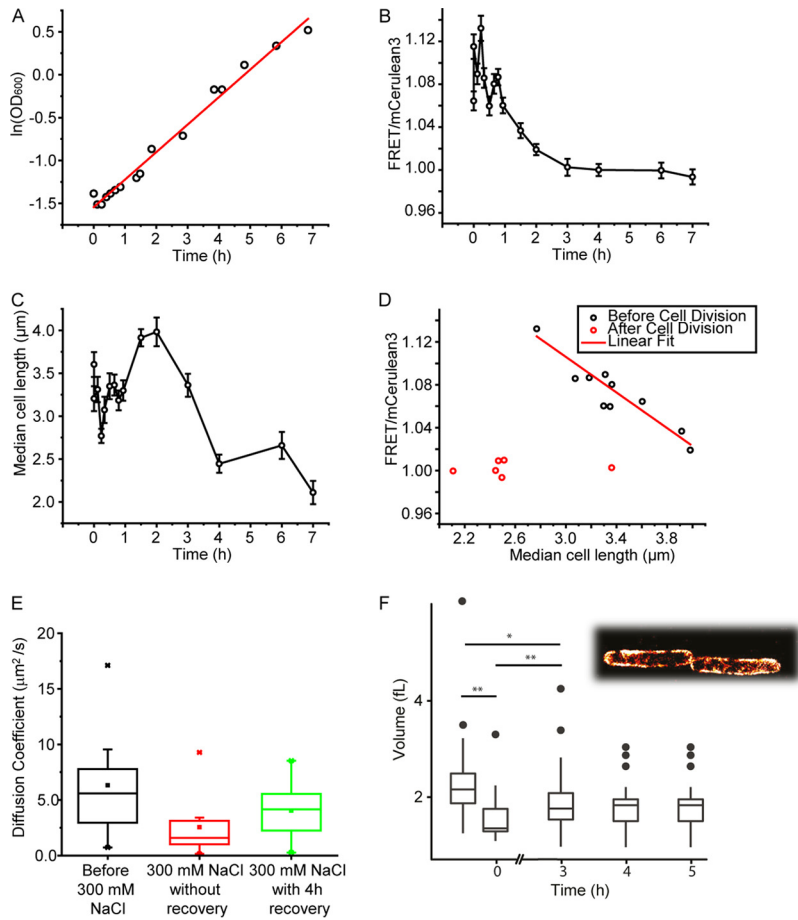 A
ln(OD600)
0.5
0.0
-0.5
-1.0
-1.5
0 1 2 3 4 5 6 7
Time (h)
B
FRET/mCerulean3
1.12
1.08
1.04
1.00
0.96
0 1 2 3 4 5 6 7
Time (h)
C
Median cell length (μm)
4.0
3.5
3.0
2.5
2.0
0 1 2 3 4 5 6 7
Time (h)
D
FRET/mCerulean3
Before Cell Division
After Cell Division
Linear Fit
1.12
1.08
1.04
1.00
0.96
2.2 2.6 3.0 3.4 3.8
Median cell length (μm)
E
Diffusion Coefficient (μm²/s)
20
15
10
5.0
0.0
Before
300 mM
NaCl
300 mM NaCl
without
recovery
300 mM NaCl
with 4h
recovery
F
Volume (fL)
*
**
**
4
2
0 3 4 5
Time (h)